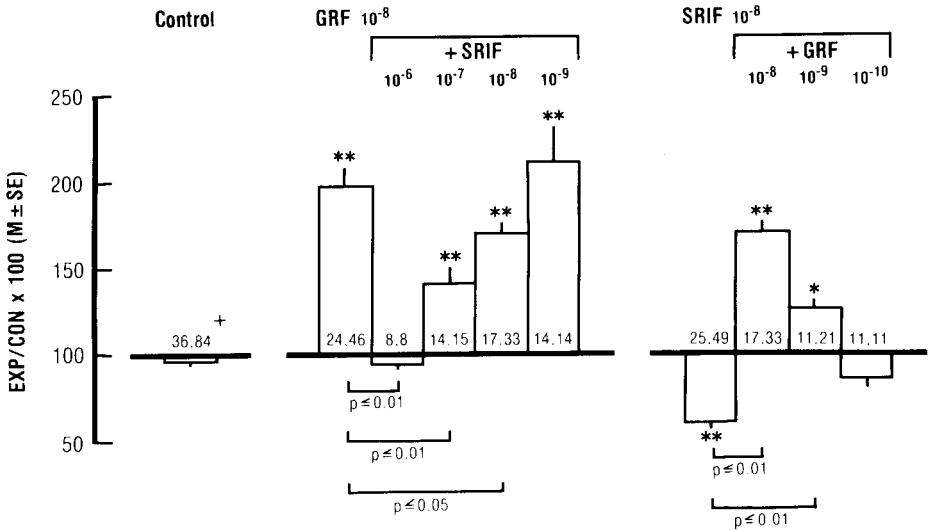 Control GRF 10⁻⁸ SRIF 10⁻⁸
+ SRIF + GRF
10⁻⁶ 10⁻⁷ 10⁻⁸ 10⁻⁹ 10⁻⁸ 10⁻⁹ 10⁻¹⁰
EXP/CON x 100 (M ± SE)
250
200
150
100
50
**
**
**
**
**
*
**
+
36,84
24.46 8.8 14.15 17.33 14.14
25.49 17.33 11.21 11,11
p≤0.01
p≤0.01
p≤0.05
p≤0.01
p≤0.01